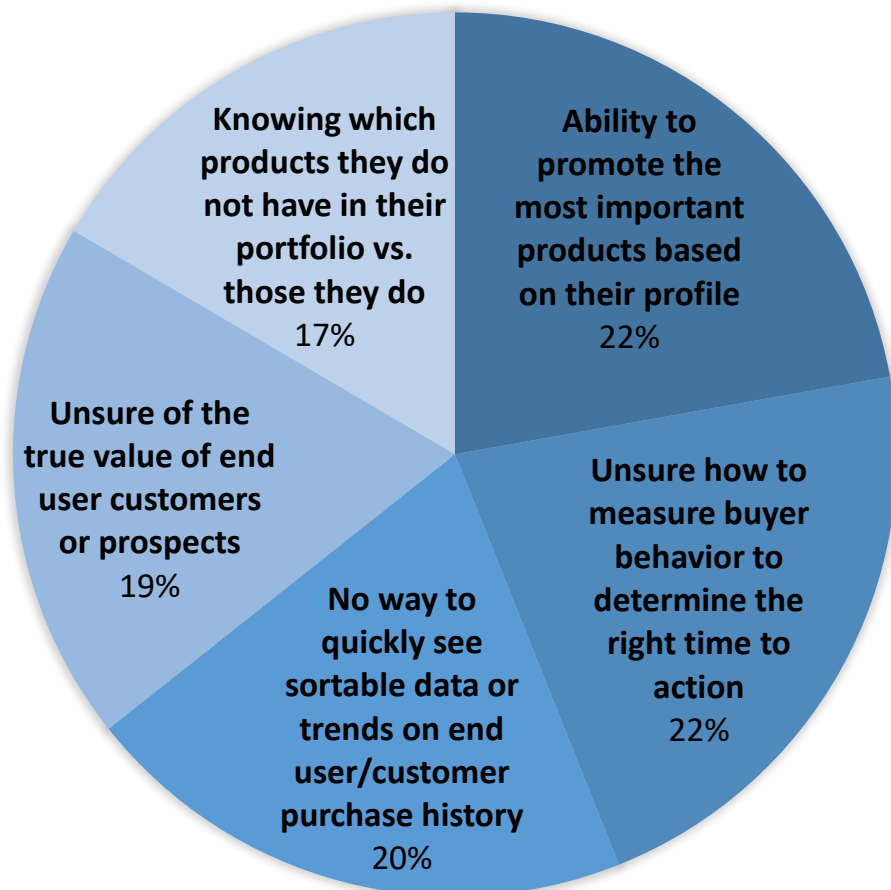 Ability to
promote the
most important
products based
on their profile
22%
Unsure how to
measure buyer
behavior to
determine the
right time to
action
22%
No way to
quickly see
sortable data or
trends on end
user/customer
purchase history
20%
Unsure of the
true value of end
user customers
or prospects
19%
Knowing which
products they do
not have in their
portfolio vs.
those they do
17%